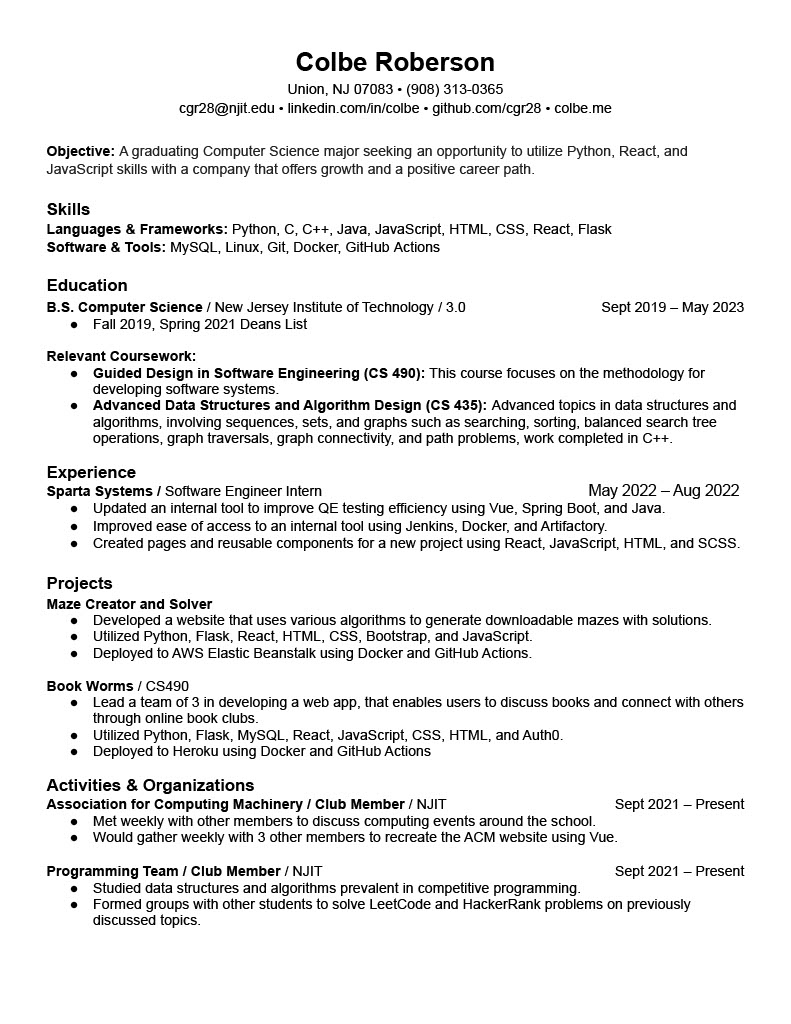 Colbe Roberson
Union, NJ 07083 • (908) 313-0365
cgr28@njit.edu • linkedin.com/in/colbe • github.com/cgr28 • colbe.me
Objective: A graduating Computer Science major seeking an opportunity to utilize Python, React, and
JavaScript skills with a company that offers growth and a positive career path.
Skills
Languages & Frameworks: Python, C, C++, Java, JavaScript, HTML, CSS, React, Flask
Software & Tools: MySQL, Linux, Git, Docker, GitHub Actions
Education
B.S. Computer Science / New Jersey Institute of Technology / 3.0 Sept 2019 – May 2023
● Fall 2019, Spring 2021 Deans List
Relevant Coursework:
● Guided Design in Software Engineering (CS 490): This course focuses on the methodology for
developing software systems.
● Advanced Data Structures and Algorithm Design (CS 435): Advanced topics in data structures and
algorithms, involving sequences, sets, and graphs such as searching, sorting, balanced search tree
operations, graph traversals, graph connectivity, and path problems, work completed in C++.
Experience
Sparta Systems / Software Engineer Intern May 2022 – Aug 2022
● Updated an internal tool to improve QE testing efficiency using Vue, Spring Boot, and Java.
● Improved ease of access to an internal tool using Jenkins, Docker, and Artifactory.
● Created pages and reusable components for a new project using React, JavaScript, HTML, and SCSS.
Projects
Maze Creator and Solver
● Developed a website that uses various algorithms to generate downloadable mazes with solutions.
● Utilized Python, Flask, React, HTML, CSS, Bootstrap, and JavaScript.
● Deployed to AWS Elastic Beanstalk using Docker and GitHub Actions.
Book Worms / CS490
● Lead a team of 3 in developing a web app, that enables users to discuss books and connect with others
through online book clubs.
● Utilized Python, Flask, MySQL, React, JavaScript, CSS, HTML, and Auth0.
● Deployed to Heroku using Docker and GitHub Actions
Activities & Organizations
Association for Computing Machinery / Club Member / NJIT Sept 2021 – Present
● Met weekly with other members to discuss computing events around the school.
● Would gather weekly with 3 other members to recreate the ACM website using Vue.
Programming Team / Club Member / NJIT Sept 2021 – Present
● Studied data structures and algorithms prevalent in competitive programming.
● Formed groups with other students to solve LeetCode and HackerRank problems on previously
discussed topics.